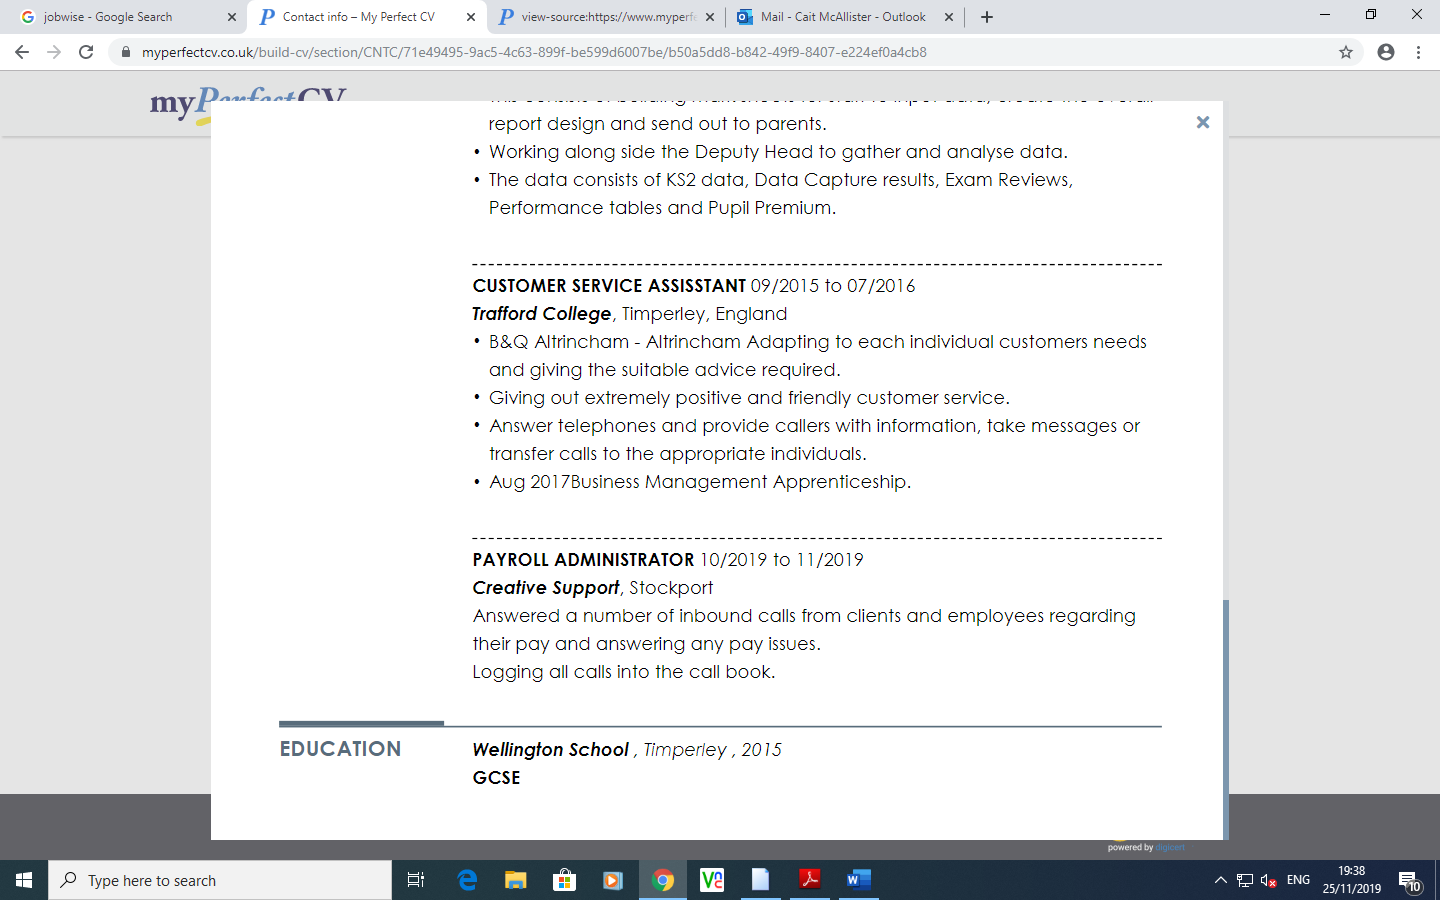 jobwise - Google Search
Contact info – My Perfect CV
view-source:https://www.myperfe
Mail - Cait McAllister - Outlook
myperfectcv.co.uk/build-cv/section/CNTC/71e49495-9ac5-4c63-899f-be599d6007be/b50a5dd8-b842-49f9-8407-e224ef0a4cb8
myPerfectCV
report design and send out to parents.
• Working along side the Deputy Head to gather and analyse data.
• The data consists of KS2 data, Data Capture results, Exam Reviews,
Performance tables and Pupil Premium.
CUSTOMER SERVICE ASSISSTANT 09/2015 to 07/2016
Trafford College, Timperley, England
• B&Q Altrincham - Altrincham Adapting to each individual customers needs
and giving the suitable advice required.
• Giving out extremely positive and friendly customer service.
• Answer telephones and provide callers with information, take messages or
transfer calls to the appropriate individuals.
• Aug 2017Business Management Apprenticeship.
PAYROLL ADMINISTRATOR 10/2019 to 11/2019
Creative Support, Stockport
Answered a number of inbound calls from clients and employees regarding
their pay and answering any pay issues.
Logging all calls into the call book.
EDUCATION
Wellington School , Timperley , 2015
GCSE
powered by digicert
Type here to search
ENG
19:38
25/11/2019
10